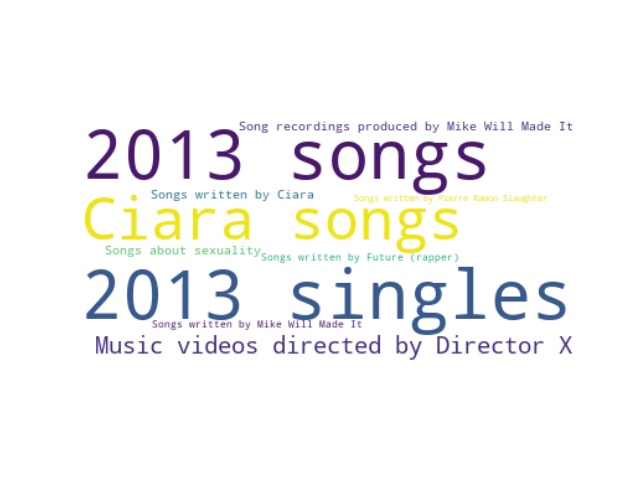 Song recordings produced by Mike Will Made It
2013 songs
Songs written by Ciara
Songs written by Pierre Ramon Slaughter
Ciara songs
Songs about sexuality
Songs written by Future (rapper)
2013 singles
Songs written by Mike Will Made It
Music videos directed by Director X